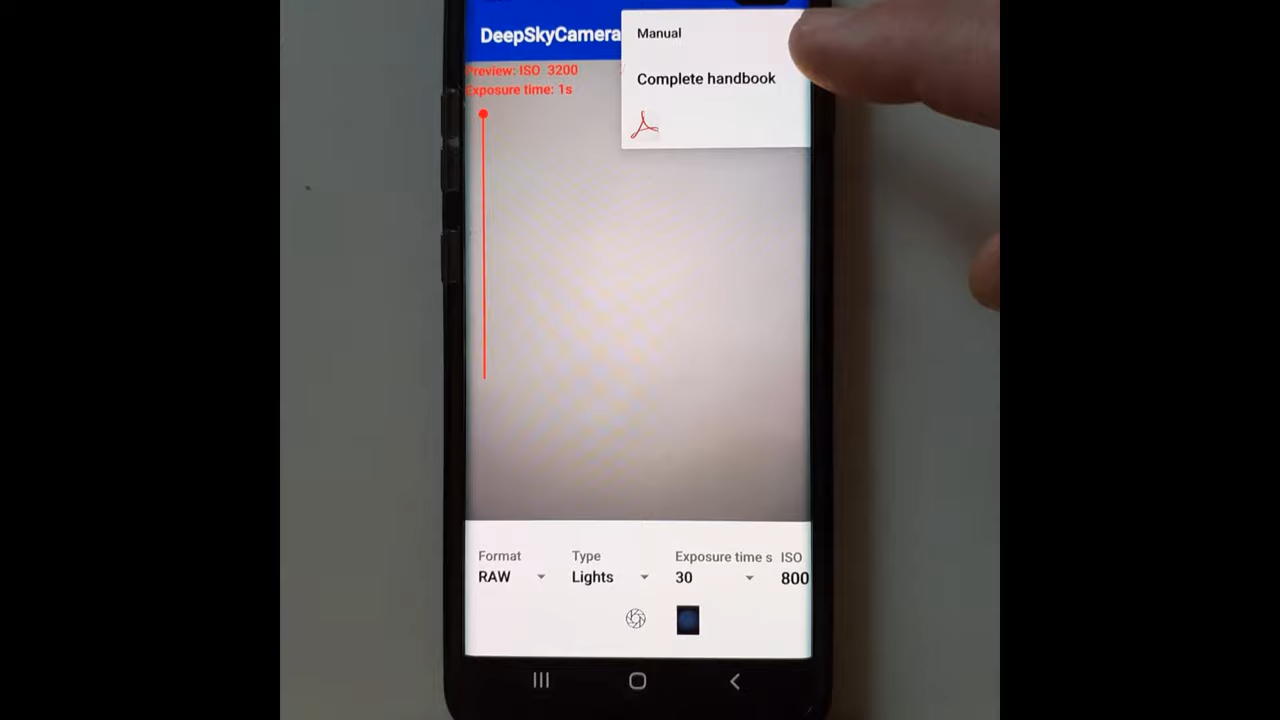 DeepSkyCamera
Manual
Complete handbook
Preview: ISO 3200
Exposure time: 1s
Format
Type
Exposure time s
ISO
RAW
Lights
30
800